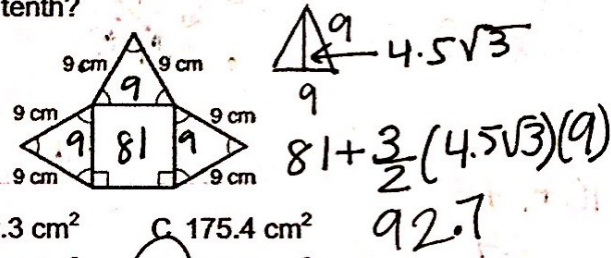 tenth?
9 cm 9 cm
9
9
9
4.5√3
9 cm 9 cm
9 81 9
81+3/2(4.5√3)(9)
9 cm 9 cm
.3 cm² C. 175.4 cm²
92.7